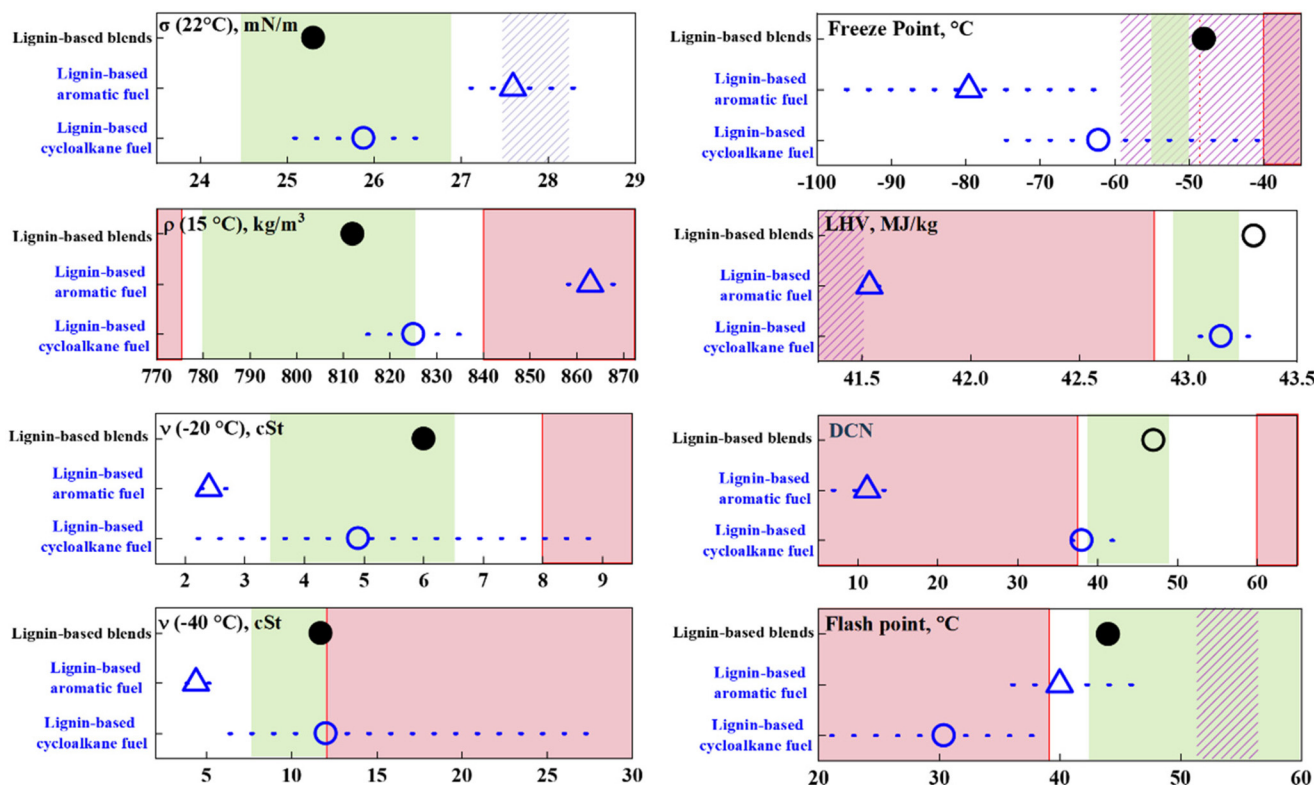 σ (22°C), mN/m
Lignin-based blends
Lignin-based
aromatic fuel
Lignin-based
cycloalkane fuel
24 25 26 27 28 29
Freeze Point, °C
Lignin-based blends
Lignin-based
aromatic fuel
Lignin-based
cycloalkane fuel
-100 -90 -80 -70 -60 -50 -40
ρ (15 °C), kg/m³
Lignin-based blends
Lignin-based
aromatic fuel
Lignin-based
cycloalkane fuel
770 780 790 800 810 820 830 840 850 860 870
LHV, MJ/kg
Lignin-based blends
Lignin-based
aromatic fuel
Lignin-based
cycloalkane fuel
41.5 42.0 42.5 43.0 43.5
ν (-20 °C), cSt
Lignin-based blends
Lignin-based
aromatic fuel
Lignin-based
cycloalkane fuel
2 3 4 5 6 7 8 9
DCN
Lignin-based blends
Lignin-based
aromatic fuel
Lignin-based
cycloalkane fuel
10 20 30 40 50 60
ν (-40 °C), cSt
Lignin-based blends
Lignin-based
aromatic fuel
Lignin-based
cycloalkane fuel
5 10 15 20 25 30
Flash point, °C
Lignin-based blends
Lignin-based
aromatic fuel
Lignin-based
cycloalkane fuel
20 30 40 50 60